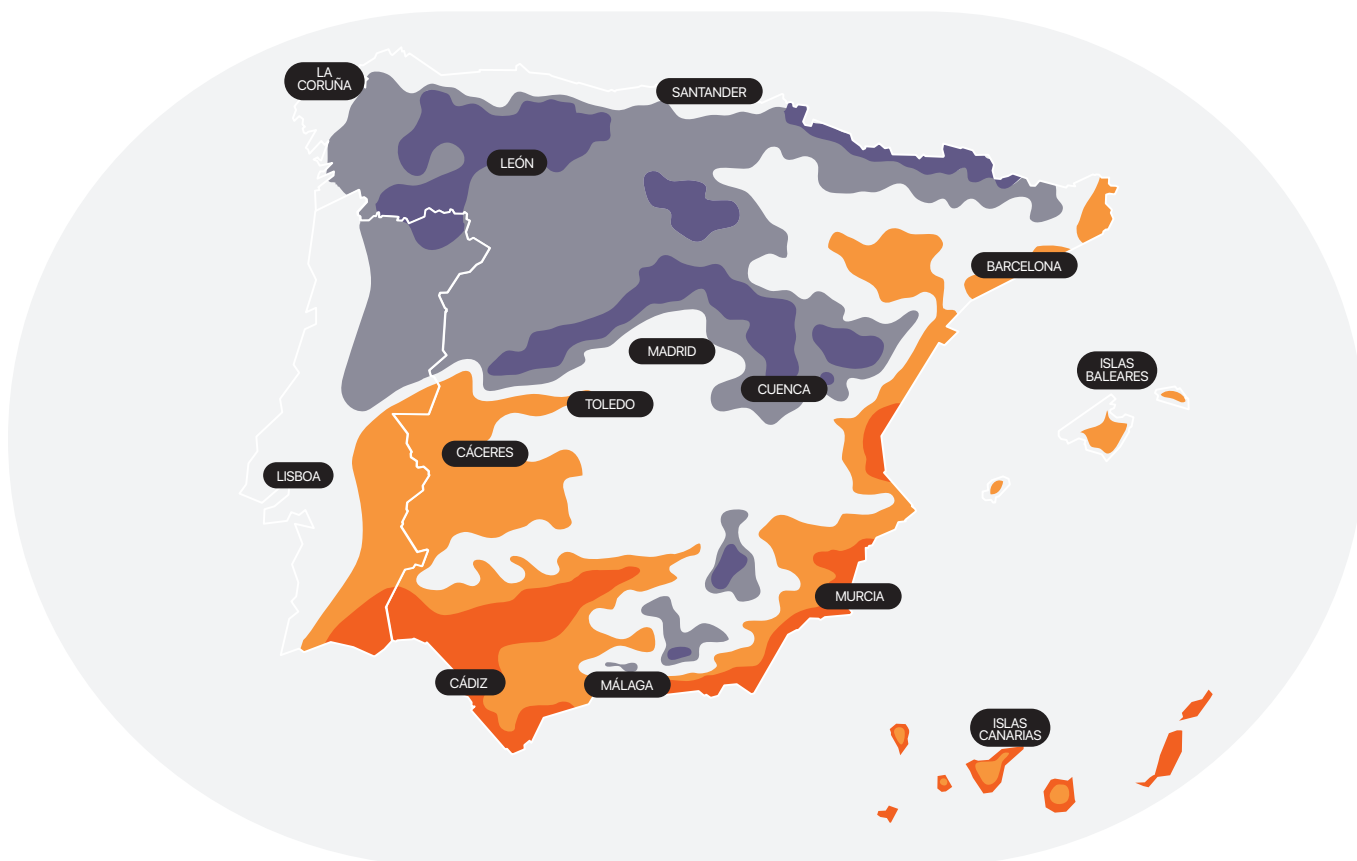 LA
CORUÑA
SANTANDER
LEÓN
BARCELONA
MADRID
ISLAS
BALEARES
CUENCA
TOLEDO
CÁCERES
LISBOA
MURCIA
CÁDIZ
MÁLAGA
ISLAS
CANARIAS